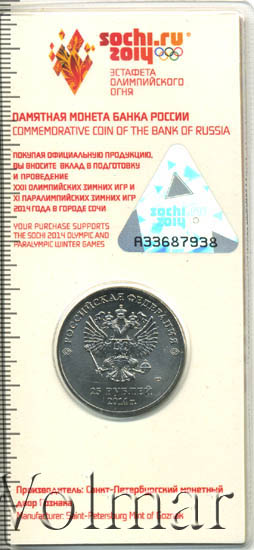 sochi.ru
2014
ЭСТАФЕТА
ОЛИМПИЙСКОГО
ОГНЯ
ПАМЯТНАЯ МОНЕТА БАНКА РОССИИ
COMMEMORATIVE COIN OF THE BANK OF RUSSIA
ПОКУПАЯ ОФИЦИАЛЬНУЮ ПРОДУКЦИЮ,
ВЫ ВНОСИТЕ ВКЛАД В ПОДГОТОВКУ
И ПРОВЕДЕНИЕ
XXII ОЛИМПИЙСКИХ ЗИМНИХ ИГР И
XI ПАРАЛИМПИЙСКИХ ЗИМНИХ ИГР
2014 ГОДА В ГОРОДЕ СОЧИ
YOUR PURCHASE SUPPORTS
THE SOCHI 2014 OLYMPIC AND
PARALYMPIC WINTER GAMES
sochi
2014
A33687938
РОССИЙСКАЯ ФЕДЕРАЦИЯ
25 РУБЛЕЙ
2014 г.
Производитель: Санкт-Петербургский монетный
двор Гознака
Manufacturer: Saint-Petersburg Mint of Goznak
Volmar